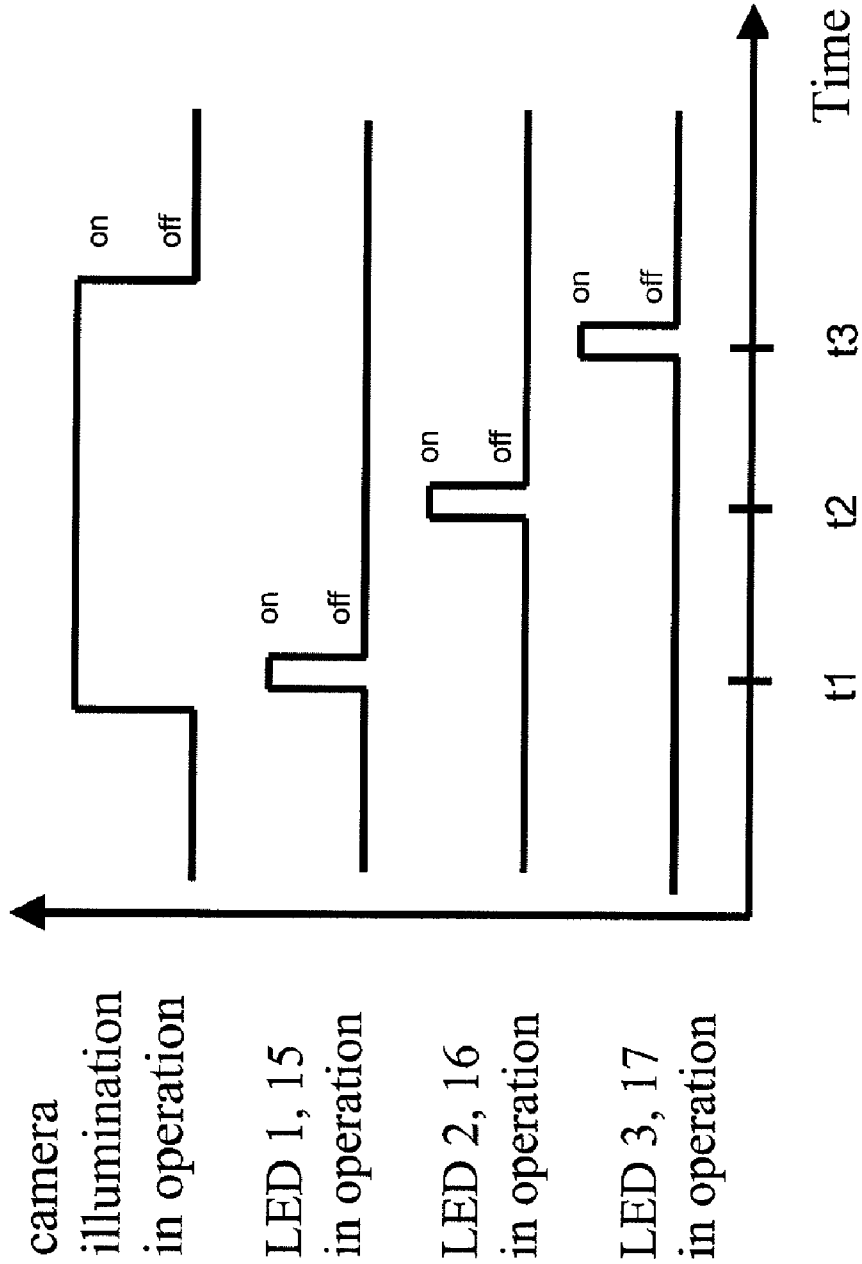 camera
illumination
in operation
on
off
LED 1, 15
in operation
on
off
LED 2, 16
in operation
on
off
LED 3, 17
in operation
on
off
t1
t2
t3
Time